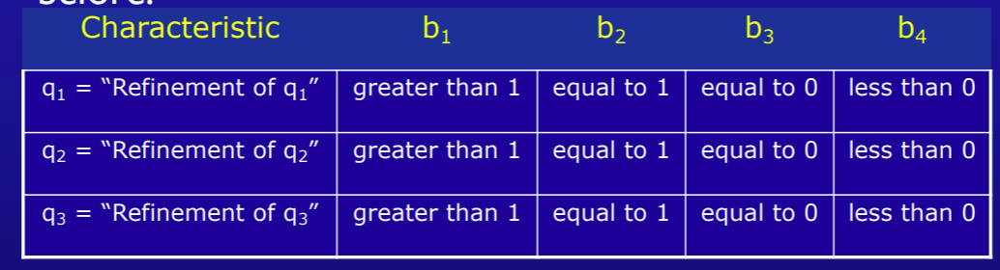 before.
Characteristic b₁ b₂ b₃ b₄
q₁ = “Refinement of q₁” greater than 1 equal to 1 equal to 0 less than 0
q₂ = “Refinement of q₂” greater than 1 equal to 1 equal to 0 less than 0
q₃ = “Refinement of q₃” greater than 1 equal to 1 equal to 0 less than 0